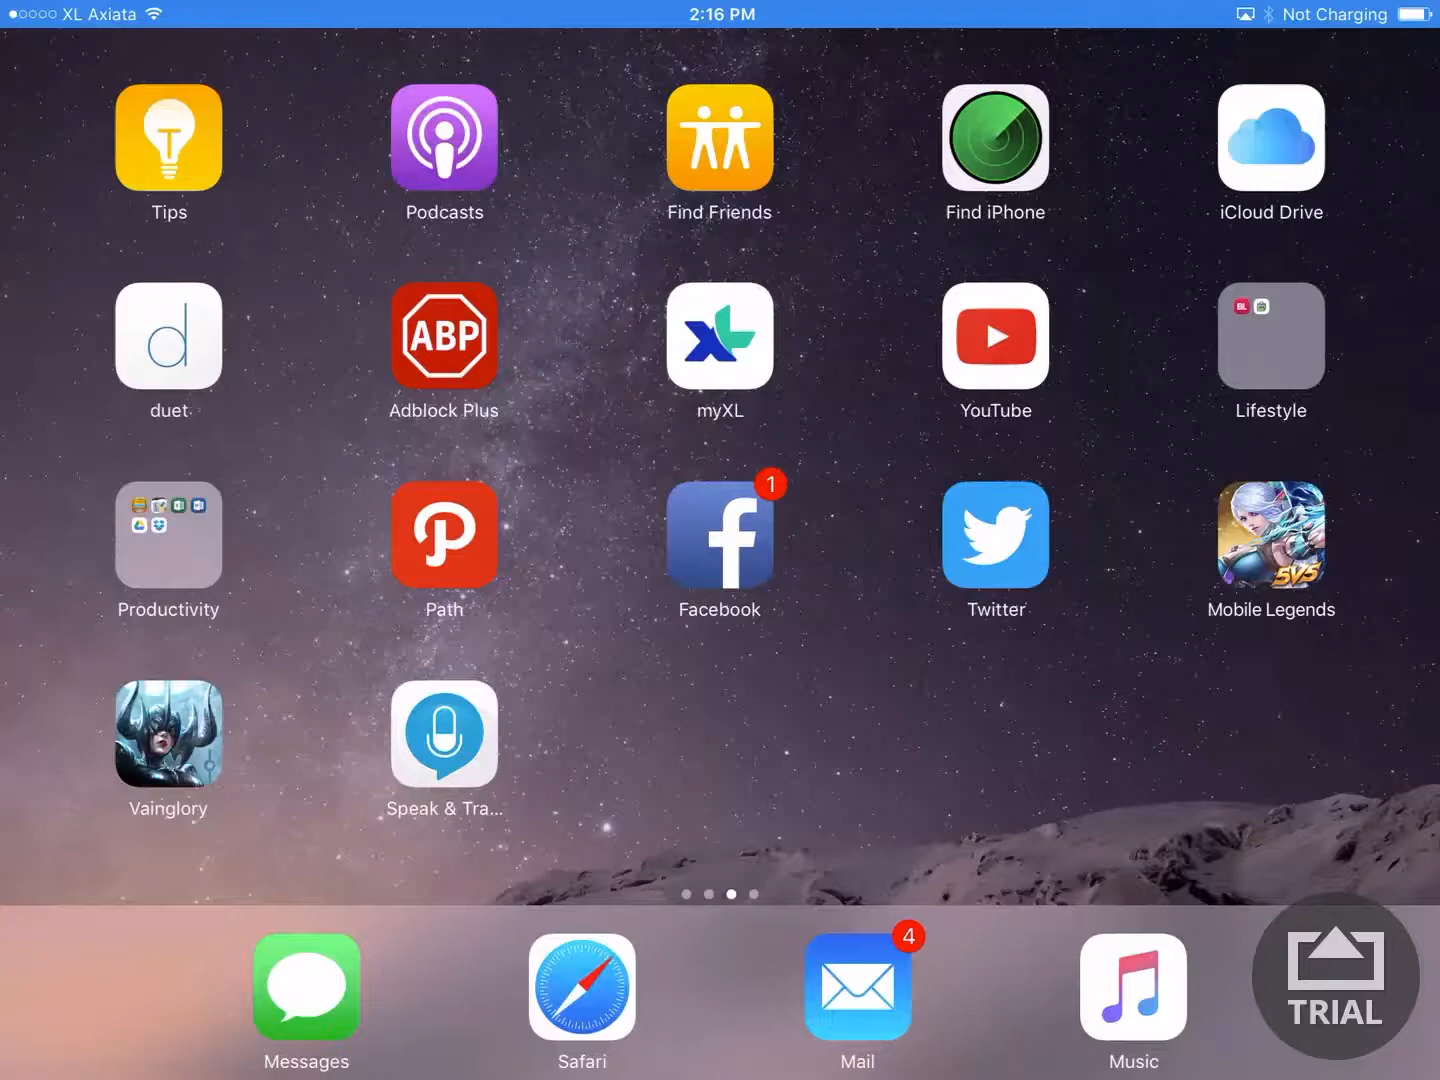 XL Axiata 2:16 PM Not Charging
Tips Podcasts Find Friends Find iPhone iCloud Drive
ABP
duet Adblock Plus myXL YouTube Lifestyle
1
5V5
Productivity Path Facebook Twitter Mobile Legends
Vainglory Speak & Tra...
4
TRIAL
Messages Safari Mail Music